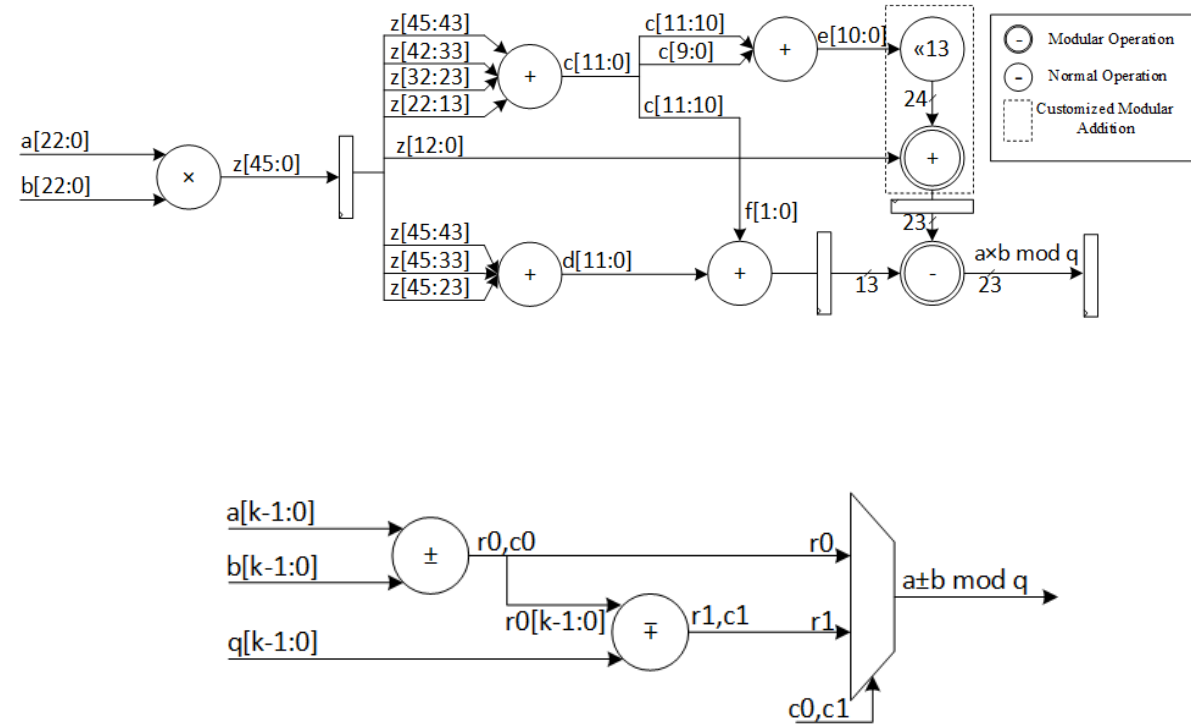 z[45:43]
z[42:33]
z[32:23]
z[22:13]
+
c[11:0]
c[11:10]
c[9:0]
c[11:10]
+
e[10:0]
«13
24
- Modular Operation
- Normal Operation
Customized Modular
Addition
a[22:0]
b[22:0]
×
z[45:0]
z[12:0]
+
f[1:0]
23
z[45:43]
z[45:33]
z[45:23]
+
d[11:0]
+
13
-
a×b mod q
23
a[k-1:0]
b[k-1:0]
±
r0,c0
r0
r0[k-1:0]
q[k-1:0]
∓
r1,c1
r1
a±b mod q
c0,c1